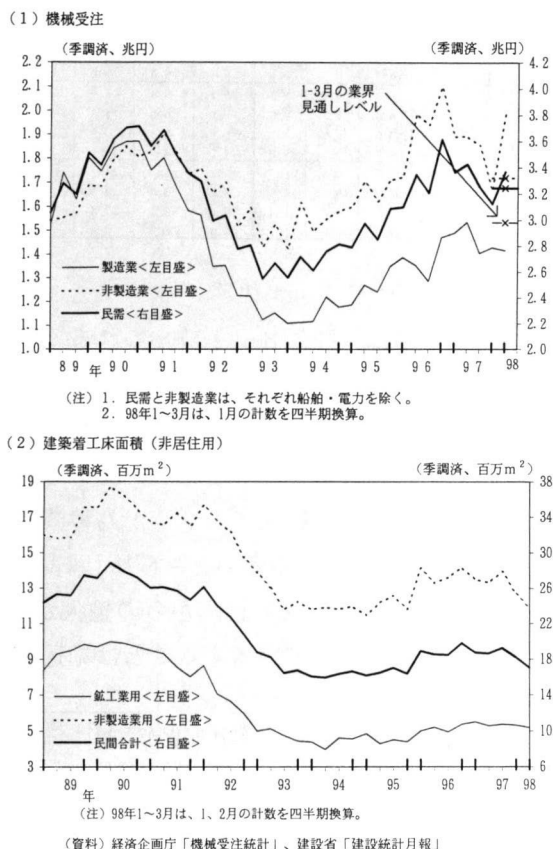 (1)機械受注
(季調済、兆円) (季調済、兆円)
2.2 4.2
2.1 4.0
2.0 3.8
1.9 3.6
1.8 3.4
1.7 3.2
1.6 3.0
1.5 2.8
1.4 2.6
1.3 2.4
1.2 2.2
1.1 2.0
1.0
1-3月の業界
見通しレベル
製造業<左目盛>
非製造業<左目盛>
民需<右目盛>
89 年 90 91 92 93 94 95 96 97 98
(注) 1. 民需と非製造業は、それぞれ船舶・電力を除く。
2. 98年1〜3月は、1月の計数を四半期換算。
(2)建築着工床面積(非居住用)
(季調済、百万m²) (季調済、百万m²)
19 38
17 34
15 30
13 26
11 22
9 18
7 14
5 10
3 6
鉱工業用<左目盛>
非製造業用<左目盛>
民間合計<右目盛>
89 年 90 91 92 93 94 95 96 97 98
(注)98年1〜3月は、1、2月の計数を四半期換算。
(資料)経済企画庁「機械受注統計」、建設省「建設統計月報」